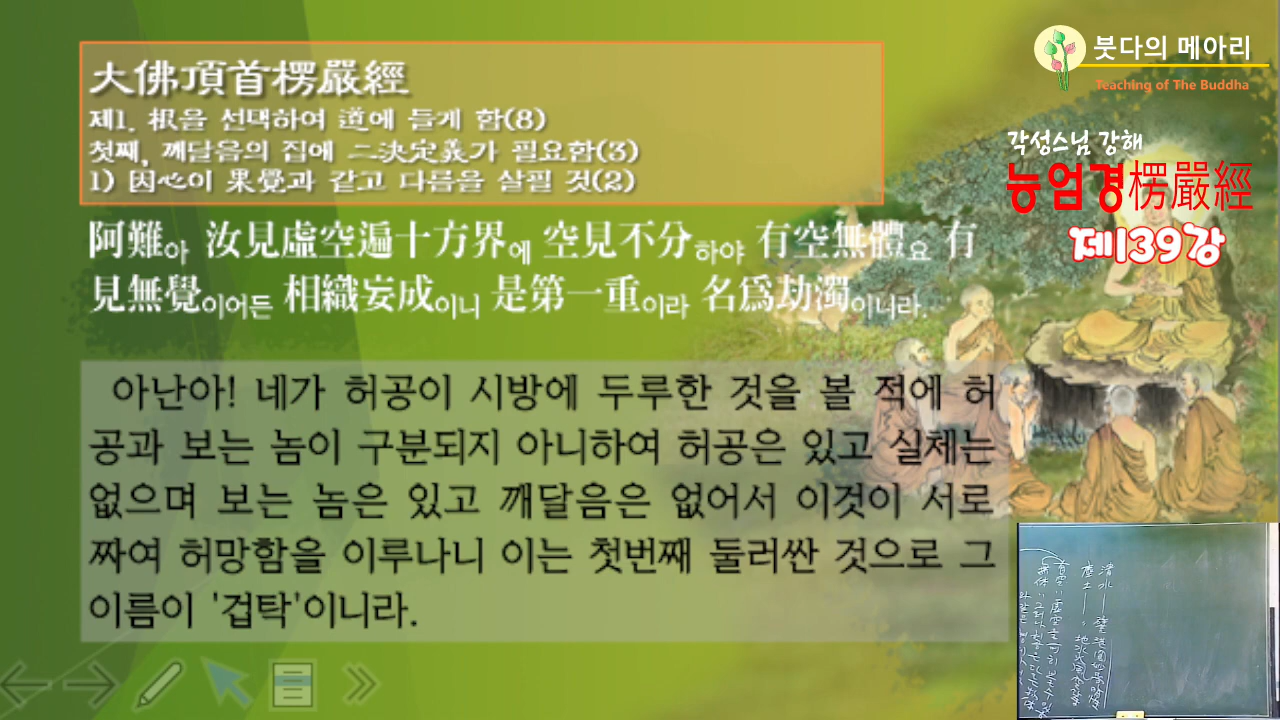 大佛頂首楞嚴經
제1. 根을 선택하여 道에 들게 함(8)
첫째, 깨달음의 집에 二決定義가 필요함(3)
1) 因心이 果覺과 같고 다름을 살필 것(2)
阿難아 汝見虛空遍十方界에 空見不分하야 有空無體요 有
見無覺이어든 相織妄成이니 是第一重이라 名爲劫濁이니라.
아난아! 네가 허공이 시방에 두루한 것을 볼 적에 허
공과 보는 놈이 구분되지 아니하여 허공은 있고 실체는
없으며 보는 놈은 있고 깨달음은 없어서 이것이 서로
짜여 허망함을 이루나니 이는 첫번째 둘러싼 것으로 그
이름이 '겁탁'이니라.
붓다의 메아리
Teaching of The Buddha
각성스님 강해
능엄경楞嚴經
제39강